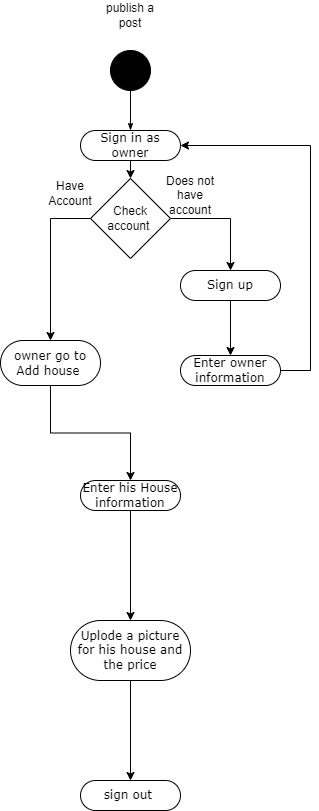 publish a
post
Sign in as
owner
Have
Account
Does not
have
account
Check
account
Sign up
owner go to
Add house
Enter owner
information
Enter his House
information
Uplode a picture
for his house and
the price
sign out